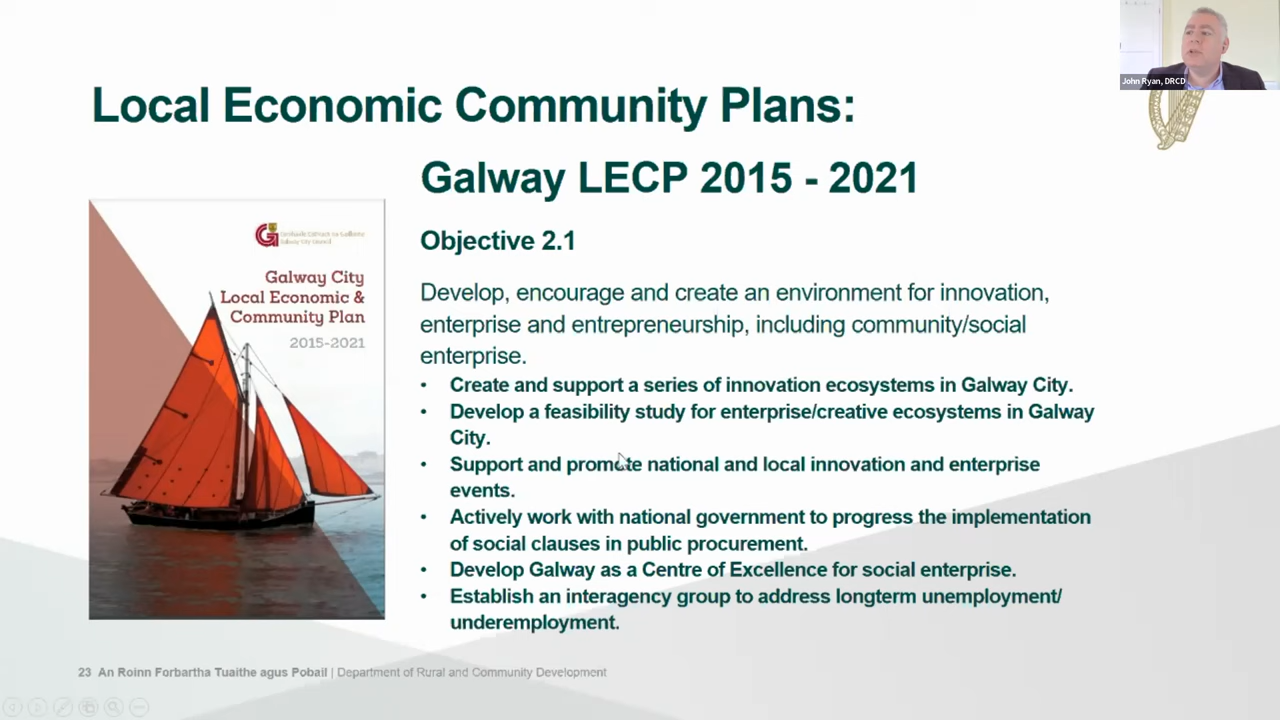 John Ryan, DRCD
Local Economic Community Plans:
Galway LECP 2015 - 2021
Galway City Council
Galway City
Local Economic &
Community Plan
2015-2021
Objective 2.1
Develop, encourage and create an environment for innovation,
enterprise and entrepreneurship, including community/social
enterprise.
• Create and support a series of innovation ecosystems in Galway City.
• Develop a feasibility study for enterprise/creative ecosystems in Galway
City.
• Support and promote national and local innovation and enterprise
events.
• Actively work with national government to progress the implementation
of social clauses in public procurement.
• Develop Galway as a Centre of Excellence for social enterprise.
• Establish an interagency group to address longterm unemployment/
underemployment.
23 An Roinn Forbartha Tuaithe agus Pobail | Department of Rural and Community Development